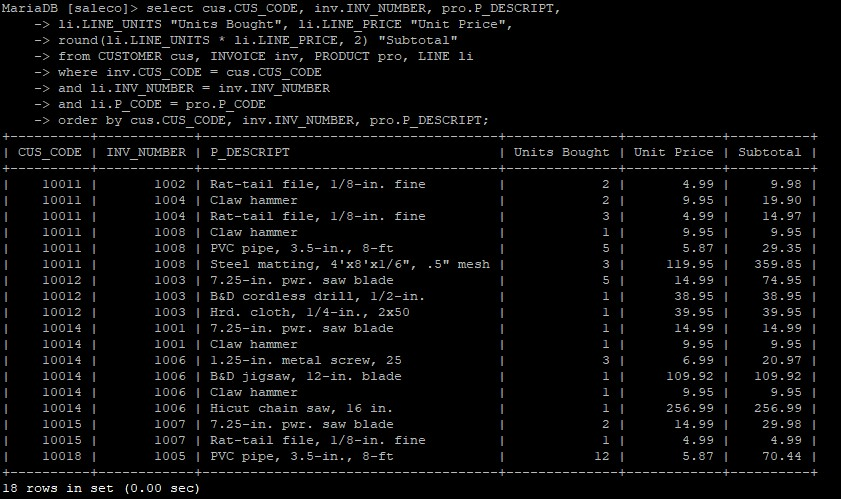 MariaDB [saleco]> select cus.CUS_CODE, inv.INV_NUMBER, pro.P_DESCRIPT,
    -> li.LINE_UNITS "Units Bought", li.LINE_PRICE "Unit Price",
    -> round(li.LINE_UNITS * li.LINE_PRICE, 2) "Subtotal"
    -> from CUSTOMER cus, INVOICE inv, PRODUCT pro, LINE li
    -> where inv.CUS_CODE = cus.CUS_CODE
    -> and li.INV_NUMBER = inv.INV_NUMBER
    -> and li.P_CODE = pro.P_CODE
    -> order by cus.CUS_CODE, inv.INV_NUMBER, pro.P_DESCRIPT;
+----------+------------+-------------------------------------+--------------+------------+----------+
| CUS_CODE | INV_NUMBER | P_DESCRIPT                          | Units Bought | Unit Price | Subtotal |
+----------+------------+-------------------------------------+--------------+------------+----------+
|    10011 |       1002 | Rat-tail file, 1/8-in. fine         |            2 |       4.99 |     9.98 |
|    10011 |       1004 | Claw hammer                         |            2 |       9.95 |    19.90 |
|    10011 |       1004 | Rat-tail file, 1/8-in. fine         |            3 |       4.99 |    14.97 |
|    10011 |       1008 | Claw hammer                         |            1 |       9.95 |     9.95 |
|    10011 |       1008 | PVC pipe, 3.5-in., 8-ft             |            5 |       5.87 |    29.35 |
|    10011 |       1008 | Steel matting, 4'x8'x1/6", .5" mesh |            3 |     119.95 |   359.85 |
|    10012 |       1003 | 7.25-in. pwr. saw blade             |            5 |      14.99 |    74.95 |
|    10012 |       1003 | B&D cordless drill, 1/2-in.         |            1 |      38.95 |    38.95 |
|    10012 |       1003 | Hrd. cloth, 1/4-in., 2x50           |            1 |      39.95 |    39.95 |
|    10014 |       1001 | 7.25-in. pwr. saw blade             |            1 |      14.99 |    14.99 |
|    10014 |       1001 | Claw hammer                         |            1 |       9.95 |     9.95 |
|    10014 |       1006 | 1.25-in. metal screw, 25            |            3 |       6.99 |    20.97 |
|    10014 |       1006 | B&D jigsaw, 12-in. blade            |            1 |     109.92 |   109.92 |
|    10014 |       1006 | Claw hammer                         |            1 |       9.95 |     9.95 |
|    10014 |       1006 | Hicut chain saw, 16 in.             |            1 |     256.99 |   256.99 |
|    10015 |       1007 | 7.25-in. pwr. saw blade             |            2 |      14.99 |    29.98 |
|    10015 |       1007 | Rat-tail file, 1/8-in. fine         |            1 |       4.99 |     4.99 |
|    10018 |       1005 | PVC pipe, 3.5-in., 8-ft             |           12 |       5.87 |    70.44 |
+----------+------------+-------------------------------------+--------------+------------+----------+
18 rows in set (0.00 sec)